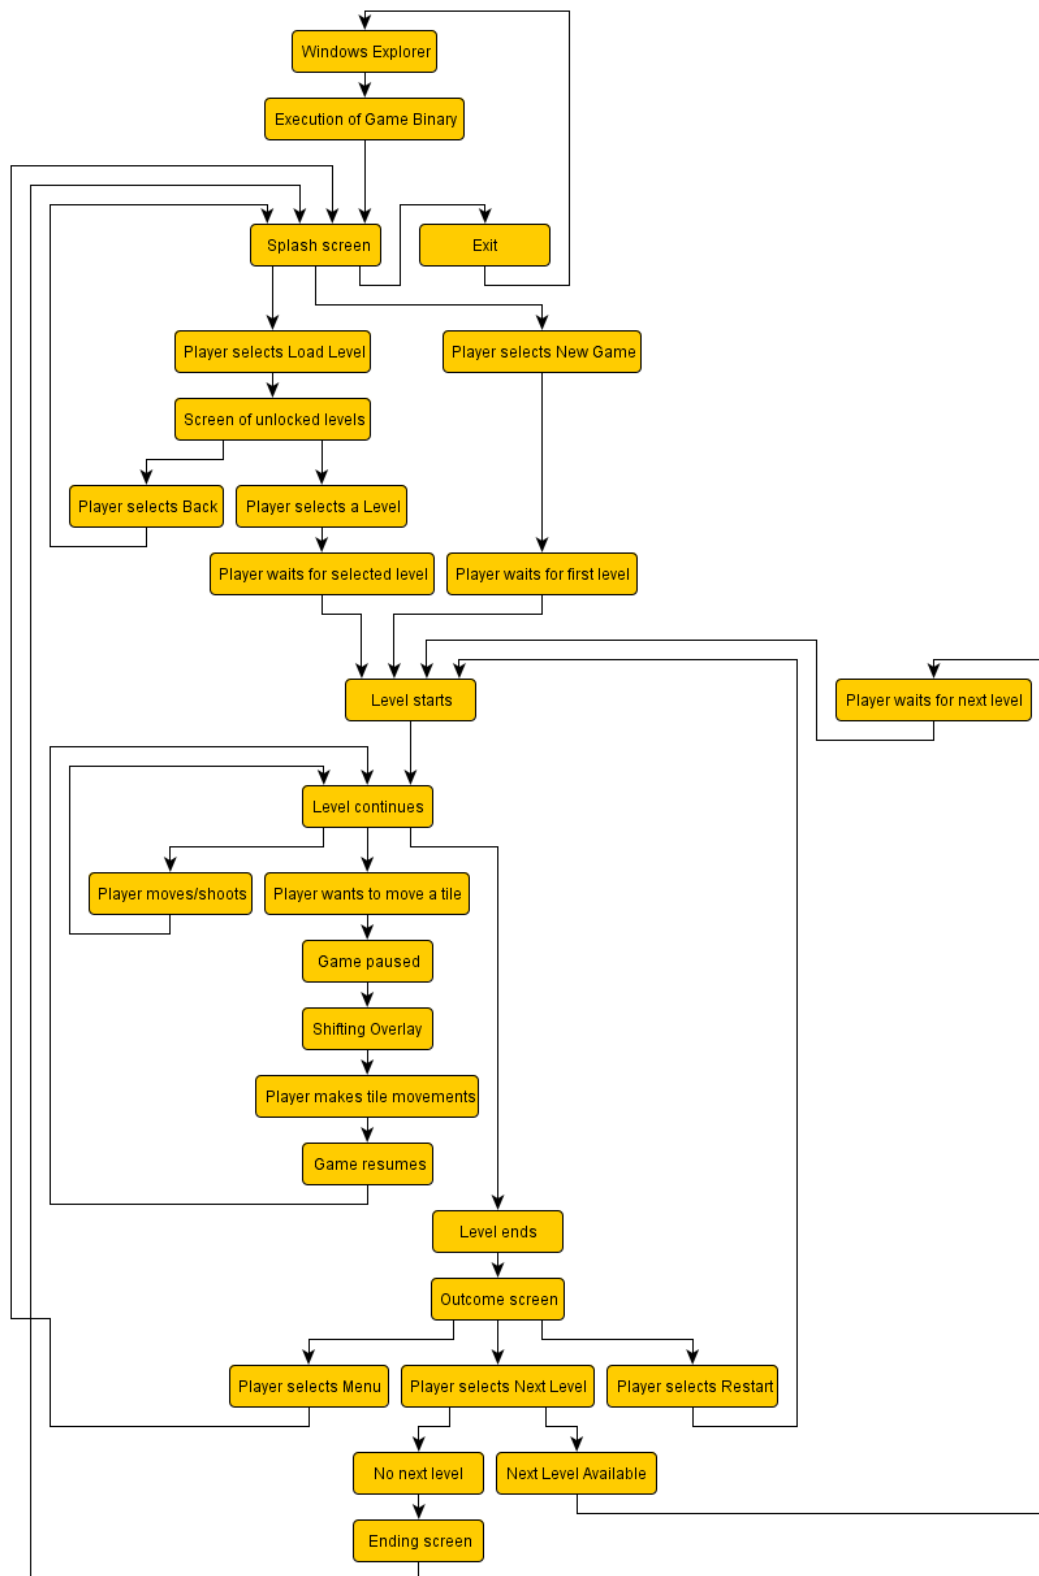 Windows Explorer
Execution of Game Binary
Splash screen
Exit
Player selects Load Level
Player selects New Game
Screen of unlocked levels
Player selects Back
Player selects a Level
Player waits for selected level
Player waits for first level
Level starts
Player waits for next level
Level continues
Player moves/shoots
Player wants to move a tile
Game paused
Shifting Overlay
Player makes tile movements
Game resumes
Level ends
Outcome screen
Player selects Menu
Player selects Next Level
Player selects Restart
No next level
Next Level Available
Ending screen